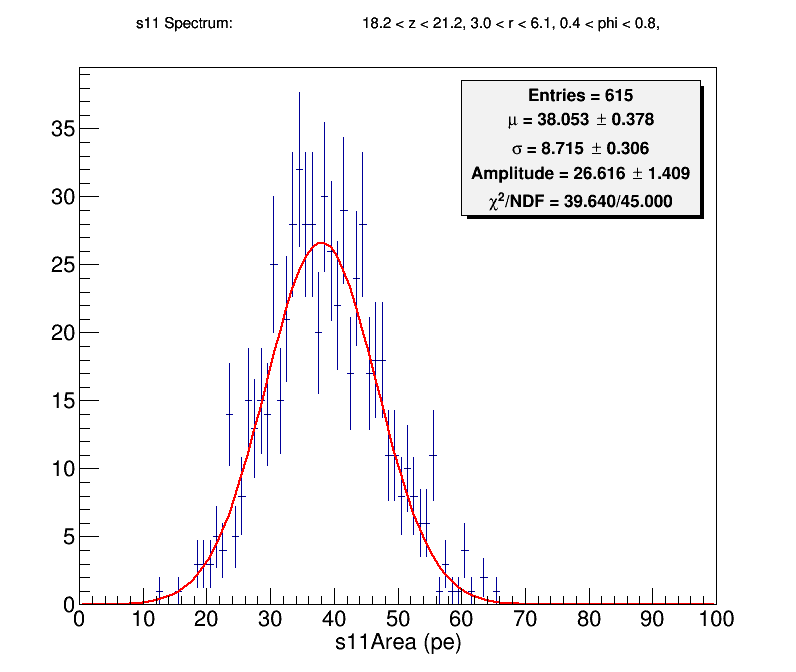 s11 Spectrum: 18.2 < z < 21.2, 3.0 < r < 6.1, 0.4 < phi < 0.8,
Entries = 615
μ = 38.053 ± 0.378
σ = 8.715 ± 0.306
Amplitude = 26.616 ± 1.409
χ²/NDF = 39.640/45.000
35
30
25
20
15
10
5
0
0 10 20 30 40 50 60 70 80 90 100
s11Area (pe)